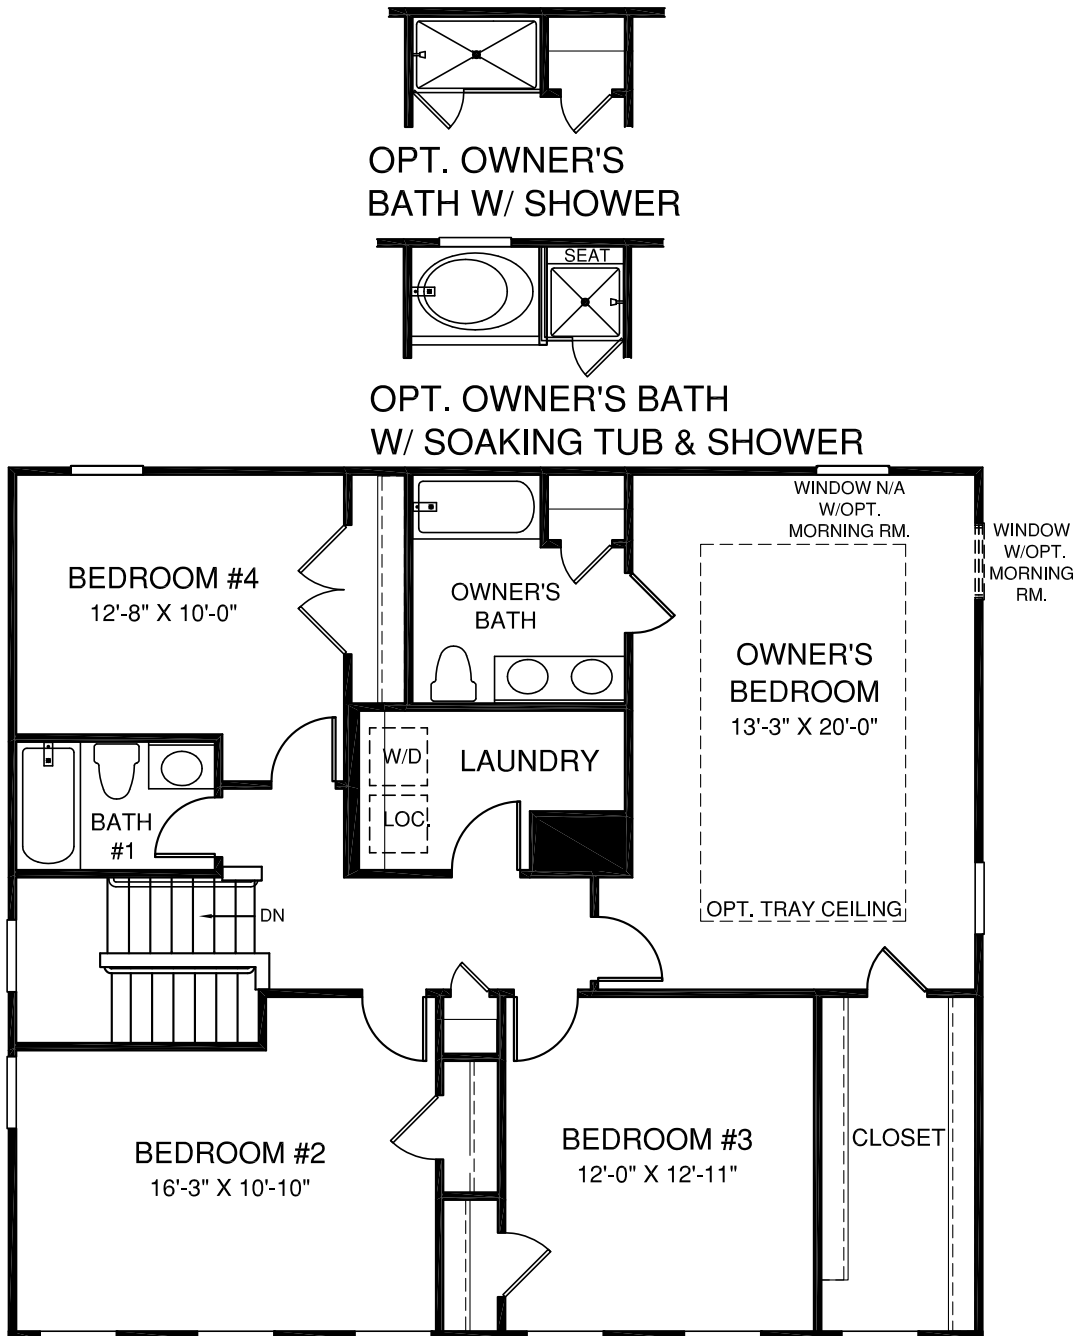 OPT. OWNER'S
BATH W/ SHOWER
SEAT
OPT. OWNER'S BATH
W/ SOAKING TUB & SHOWER
WINDOW N/A
W/OPT.
MORNING RM.
WINDOW
W/OPT.
MORNING
RM.
BEDROOM #4
12'-8" X 10'-0"
OWNER'S
BATH
OWNER'S
BEDROOM
13'-3" X 20'-0"
W/D
LOC.
LAUNDRY
BATH
#1
OPT. TRAY CEILING
DN
BEDROOM #2
16'-3" X 10'-10"
BEDROOM #3
12'-0" X 12'-11"
CLOSET